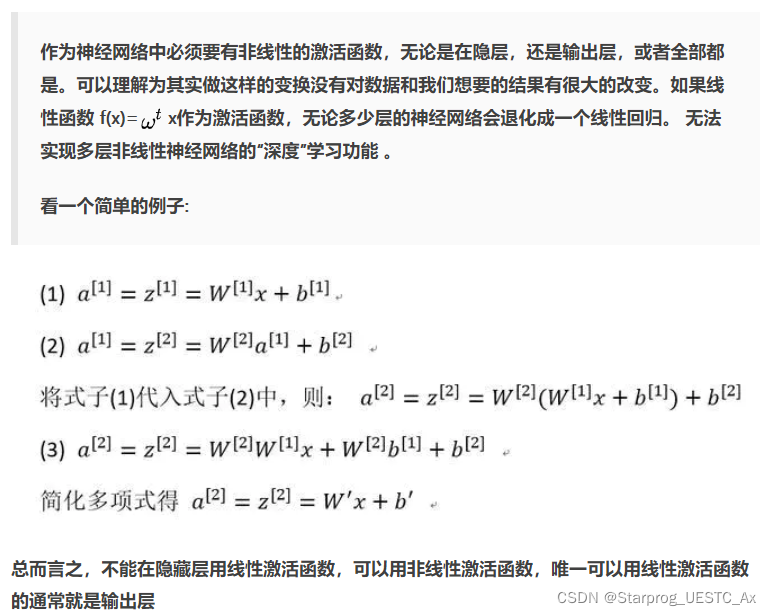 作为神经网络中必须要有非线性的激活函数，无论是在隐层，还是输出层，或者全部都
是。可以理解为其实做这样的变换没有对数据和我们想要的结果有很大的改变。如果线
性函数 f(x)=ω^t x作为激活函数，无论多少层的神经网络会退化成一个线性回归。 无法
实现多层非线性神经网络的“深度”学习功能 。
看一个简单的例子:
(1) a^[1] = z^[1] = W^[1]x + b^[1]
(2) a^[1] = z^[2] = W^[2]a^[1] + b^[2]
将式子(1)代入式子(2)中，则： a^[2] = z^[2] = W^[2](W^[1]x + b^[1]) + b^[2]
(3) a^[2] = z^[2] = W^[2]W^[1]x + W^[2]b^[1] + b^[2]
简化多项式得 a^[2] = z^[2] = W′x + b′
总而言之，不能在隐藏层用线性激活函数，可以用非线性激活函数，唯一可以用线性激活函数
的通常就是输出层
CSDN @Starprog_UESTC_Ax